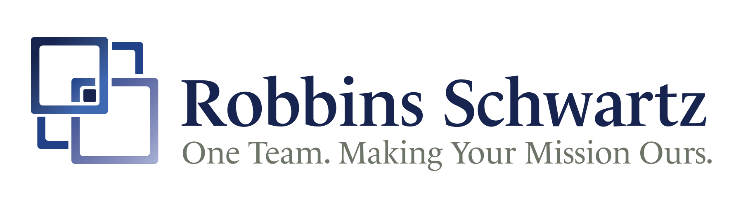 Robbins Schwartz
One Team. Making Your Mission Ours.